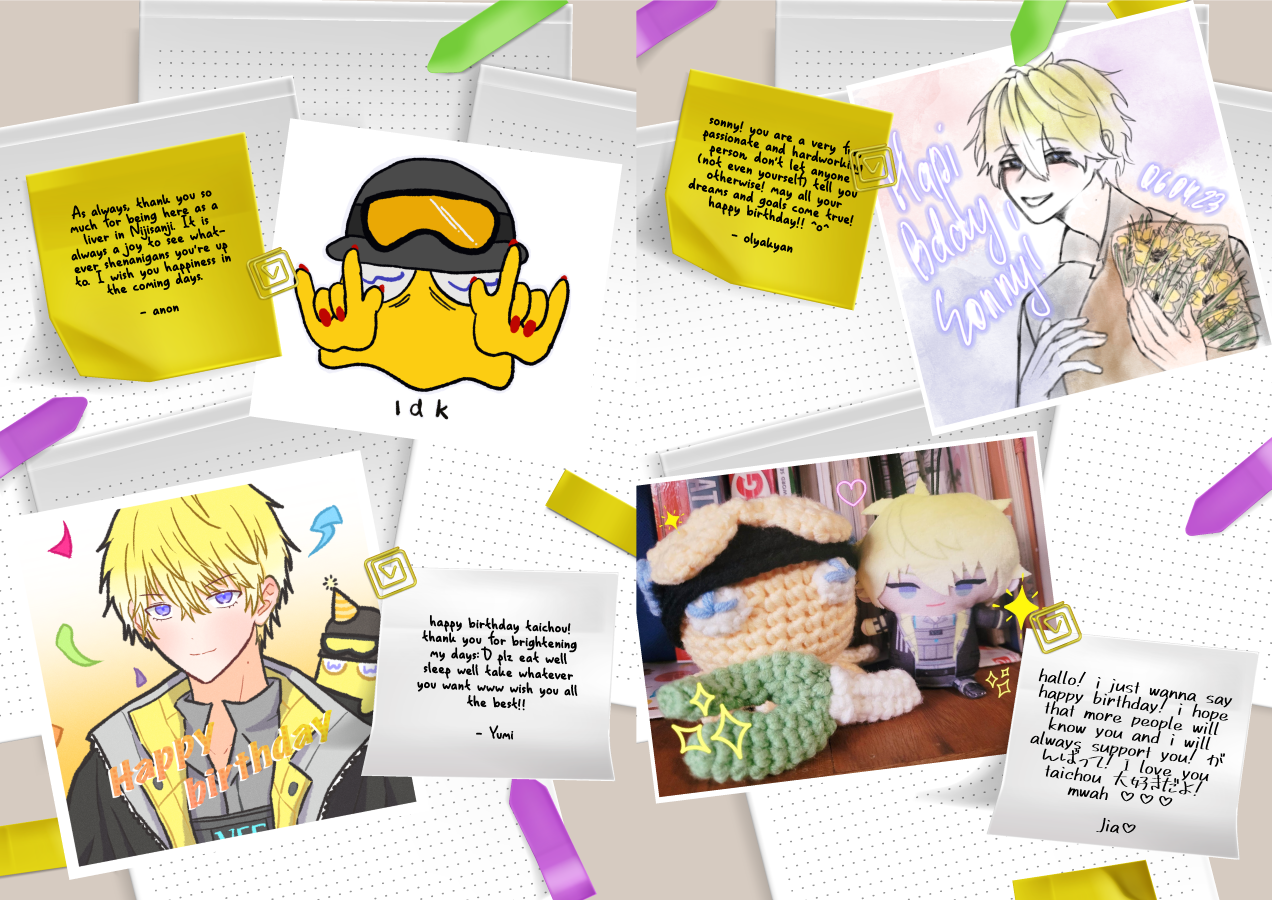 As always, thank you so
much for being here as a
liver in Nijisanji. It is
always a joy to see what-
ever shenanigans you're up
to. I wish you happiness in
the coming days.
- anon
idk
Happy
birthday
happy birthday taichou!
thank you for brightening
my days:'D plz eat well
sleep well take whatever
you want www wish you all
the best!!
- Yumi
sonny! you are a very
passionate and hardworking
person, don't let anyone
(not even yourself) tell you
otherwise! may all your
dreams and goals come true!
happy birthday!! ^o^
- olyakyan
Hapi
Bday,
Sonny!
060423
hallo! i just wanna say
happy birthday! i hope
that more people will
know you and i will
always support you! が
んばって! i love you
taichou 大好きだよ!
mwah ♡♡♡
Jia♡